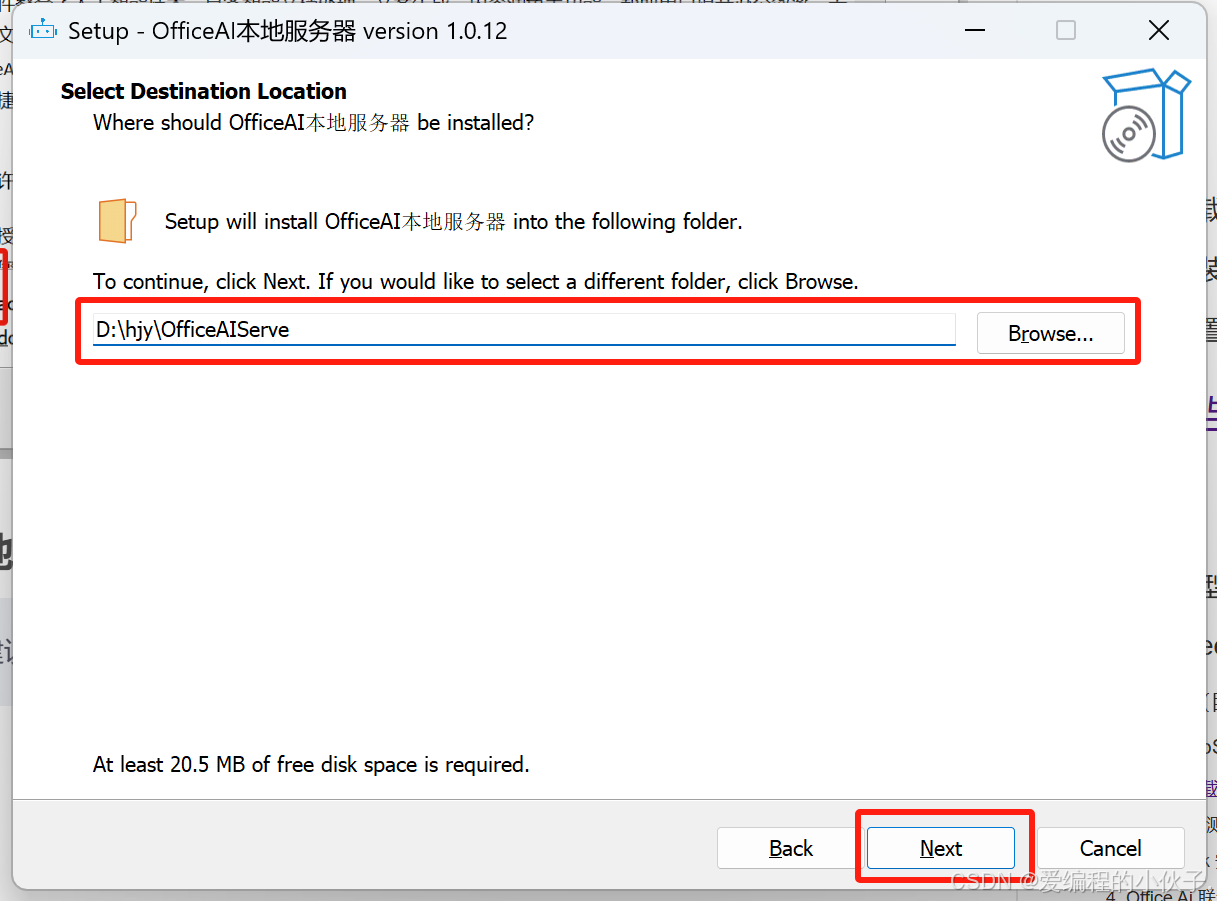 Setup - OfficeAI本地服务器 version 1.0.12
Select Destination Location
Where should OfficeAI本地服务器 be installed?
Setup will install OfficeAI本地服务器 into the following folder.
To continue, click Next. If you would like to select a different folder, click Browse.
D:\hjy\OfficeAIServe
Browse...
At least 20.5 MB of free disk space is required.
Back
Next
Cancel
CSDN @爱编程的小伙子
4. Office Ai 联